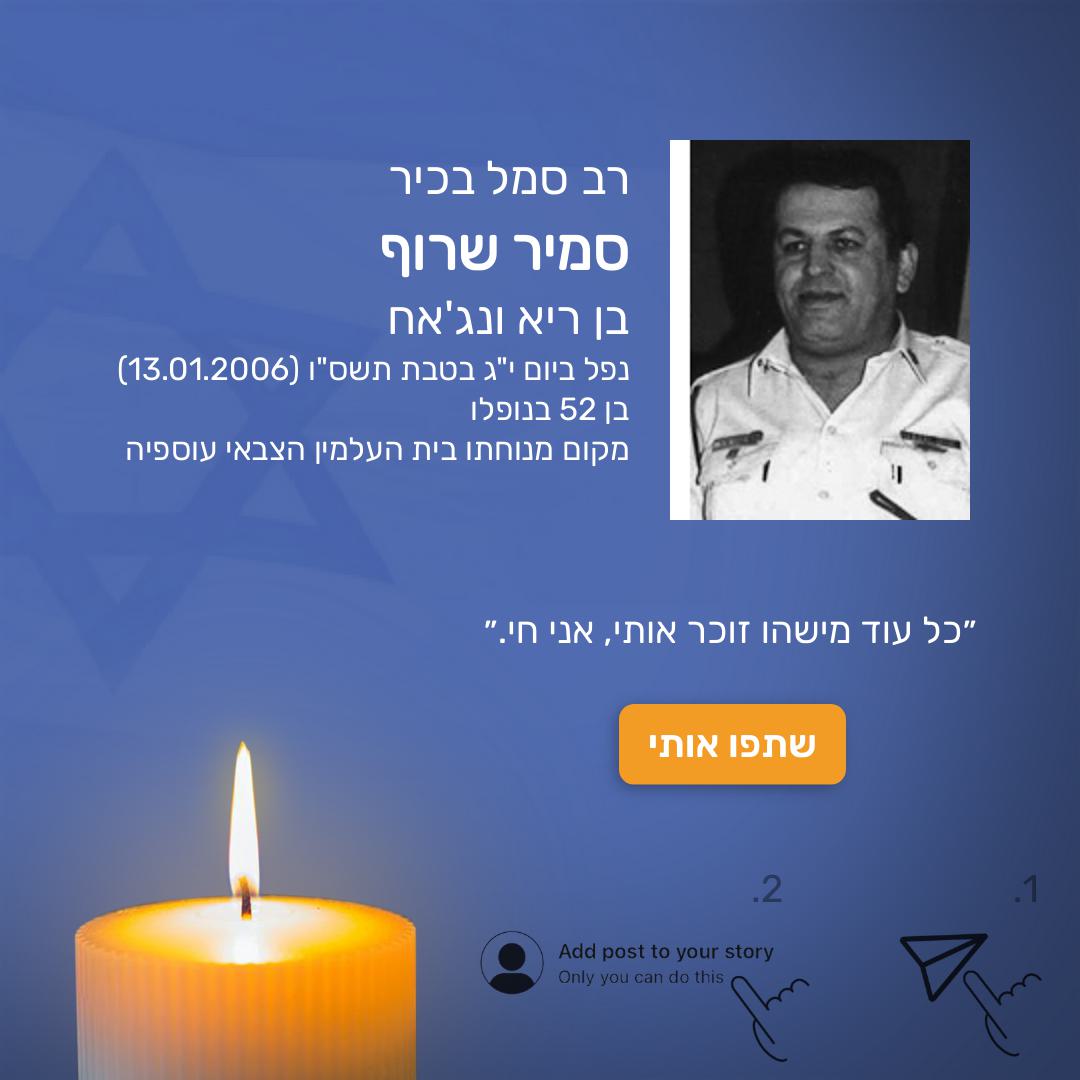 רב סמל בכיר
סמיר שרוף
בן ריא ונג'אח
נפל ביום י"ג בטבת תשס"ו (13.01.2006)
בן 52 בנופלו
מקום מנוחתו בית העלמין הצבאי עוספיה
״כל עוד מישהו זוכר אותי, אני חי.״
שתפו אותי
.1
.2
Add post to your story
Only you can do this